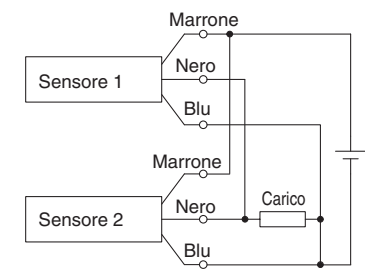 Marrone
Nero
Sensore 1
Blu
Marrone
Nero
Carico
Sensore 2
Blu